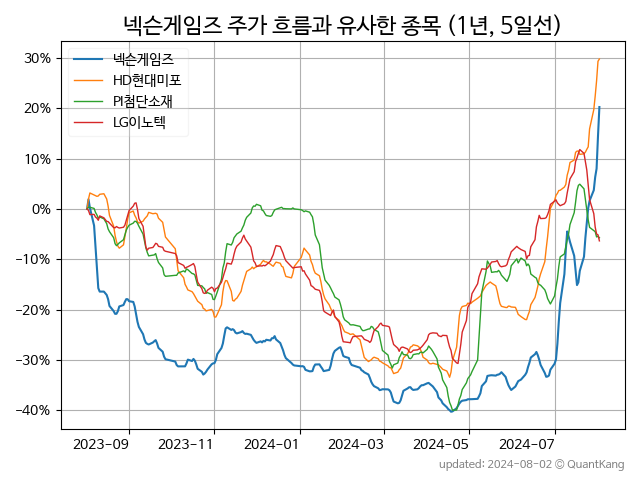 넥슨게임즈 주가 흐름과 유사한 종목 (1년, 5일선)
넥슨게임즈
HD현대미포
PI첨단소재
LG이노텍
30%
20%
10%
0%
−10%
−20%
−30%
−40%
2023−09
2023−11
2024−01
2024−03
2024−05
2024−07
updated: 2024-08-02 © QuantKang